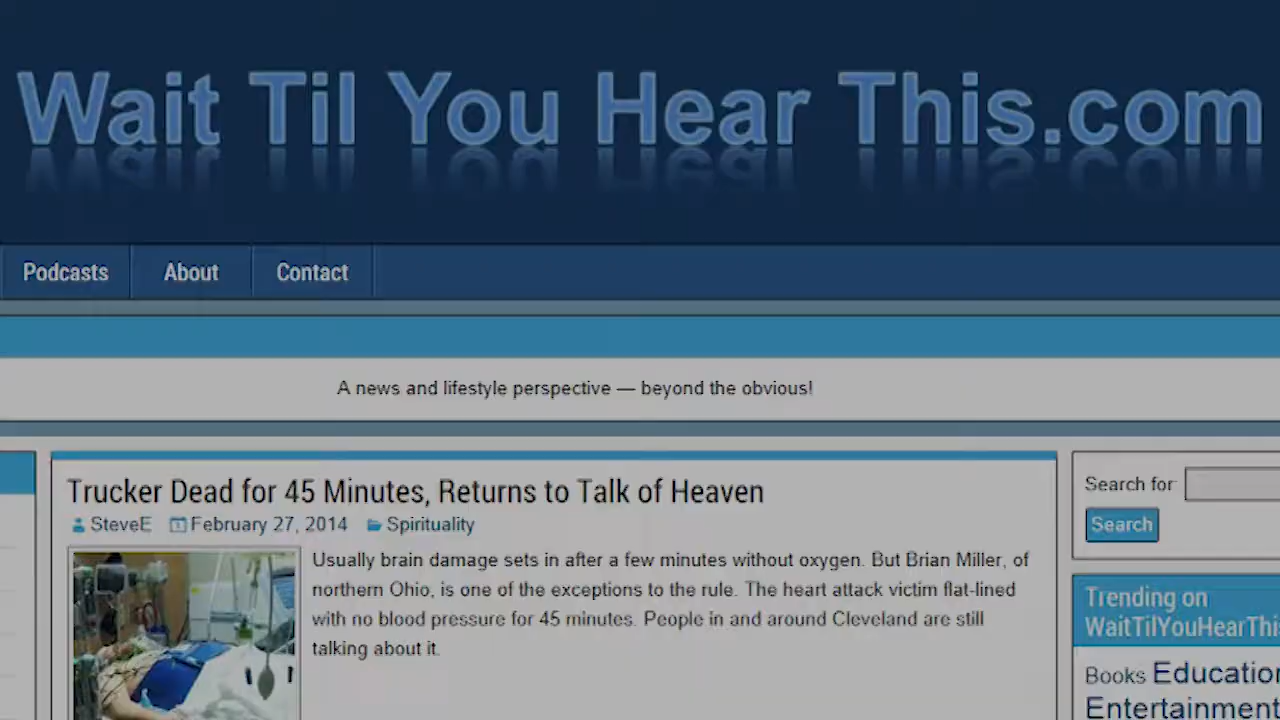 Wait Til You Hear This.com
Podcasts About Contact
A news and lifestyle perspective — beyond the obvious!
Trucker Dead for 45 Minutes, Returns to Talk of Heaven
SteveE February 27, 2014 Spirituality
Usually brain damage sets in after a few minutes without oxygen. But Brian Miller, of
northern Ohio, is one of the exceptions to the rule. The heart attack victim flat-lined
with no blood pressure for 45 minutes. People in and around Cleveland are still
talking about it.
Search for
Search
Trending on
WaitTilYouHearThis
Books Education
Entertainment